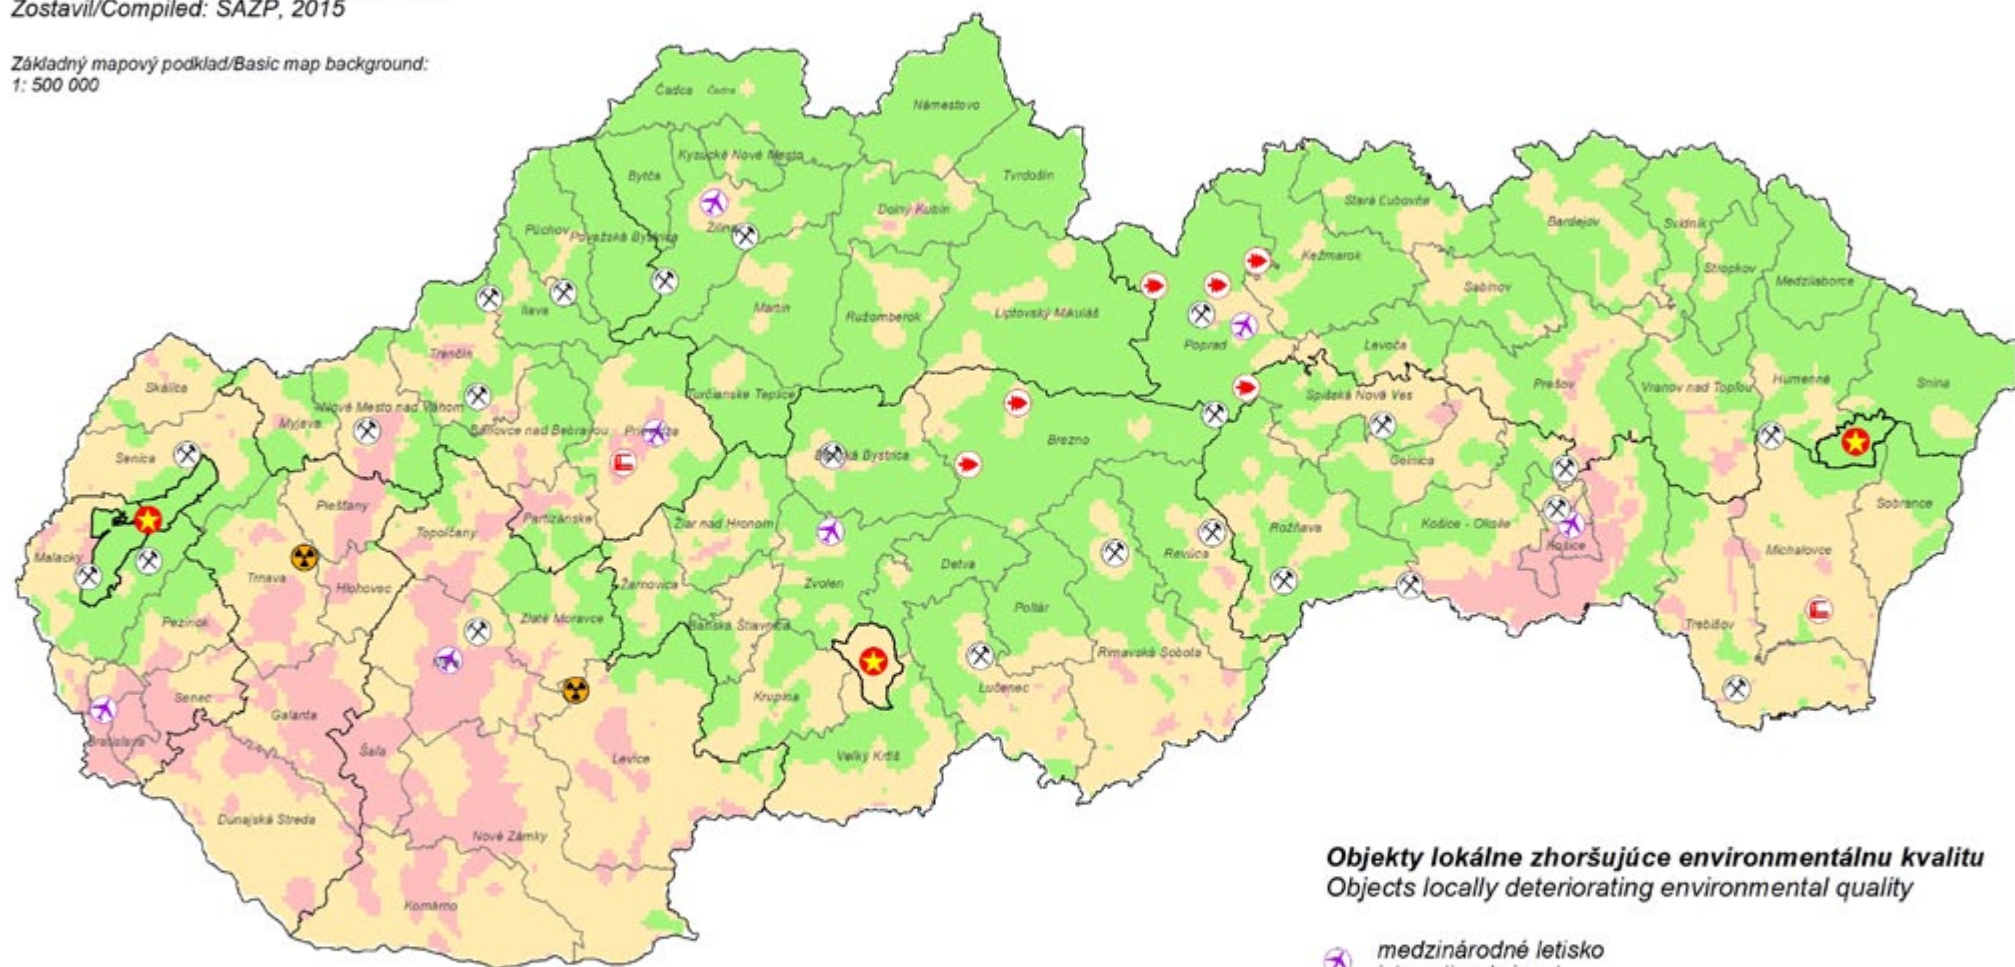 Zostavil/Compiled: SAŽP, 2015
Základný mapový podklad/Basic map background:
1: 500 000
Čadca
Čadca
Námestovo
Kysucké Nové Mesto
Bytča
Tvrdošín
Dolný Kubín
Stará Ľubovňa
Bardejov
Svidník
Púchov
Považská Bystrica
Žilina
Kežmarok
Stropkov
Medzilaborce
Sabinov
Ilava
Martin
Ružomberok
Liptovský Mikuláš
Poprad
Levoča
Trenčín
Skalica
Turčianske Teplice
Spišská Nová Ves
Prešov
Vranov nad Topľou
Humenné
Snina
Nové Mesto nad Váhom
Myjava
Bánovce nad Bebravou
Prievidza
Brezno
Senica
Banská Bystrica
Gelnica
Piešťany
Partizánske
Topoľčany
Žiar nad Hronom
Rožňava
Košice - Okolie
Sobrance
Malacky
Košice
Michalovce
Revúca
Detva
Trnava
Hlohovec
Žarnovica
Zvolen
Poltár
Pezinok
Zlaté Moravce
Banská Štiavnica
Trebišov
Rimavská Sobota
Senec
Krupina
Lučenec
Galanta
Bratislava
Šaľa
Levice
Veľký Krtíš
Dunajská Streda
Nové Zámky
Komárno
Objekty lokálne zhoršujúce environmentálnu kvalitu
Objects locally deteriorating environmental quality
medzinárodné letisko